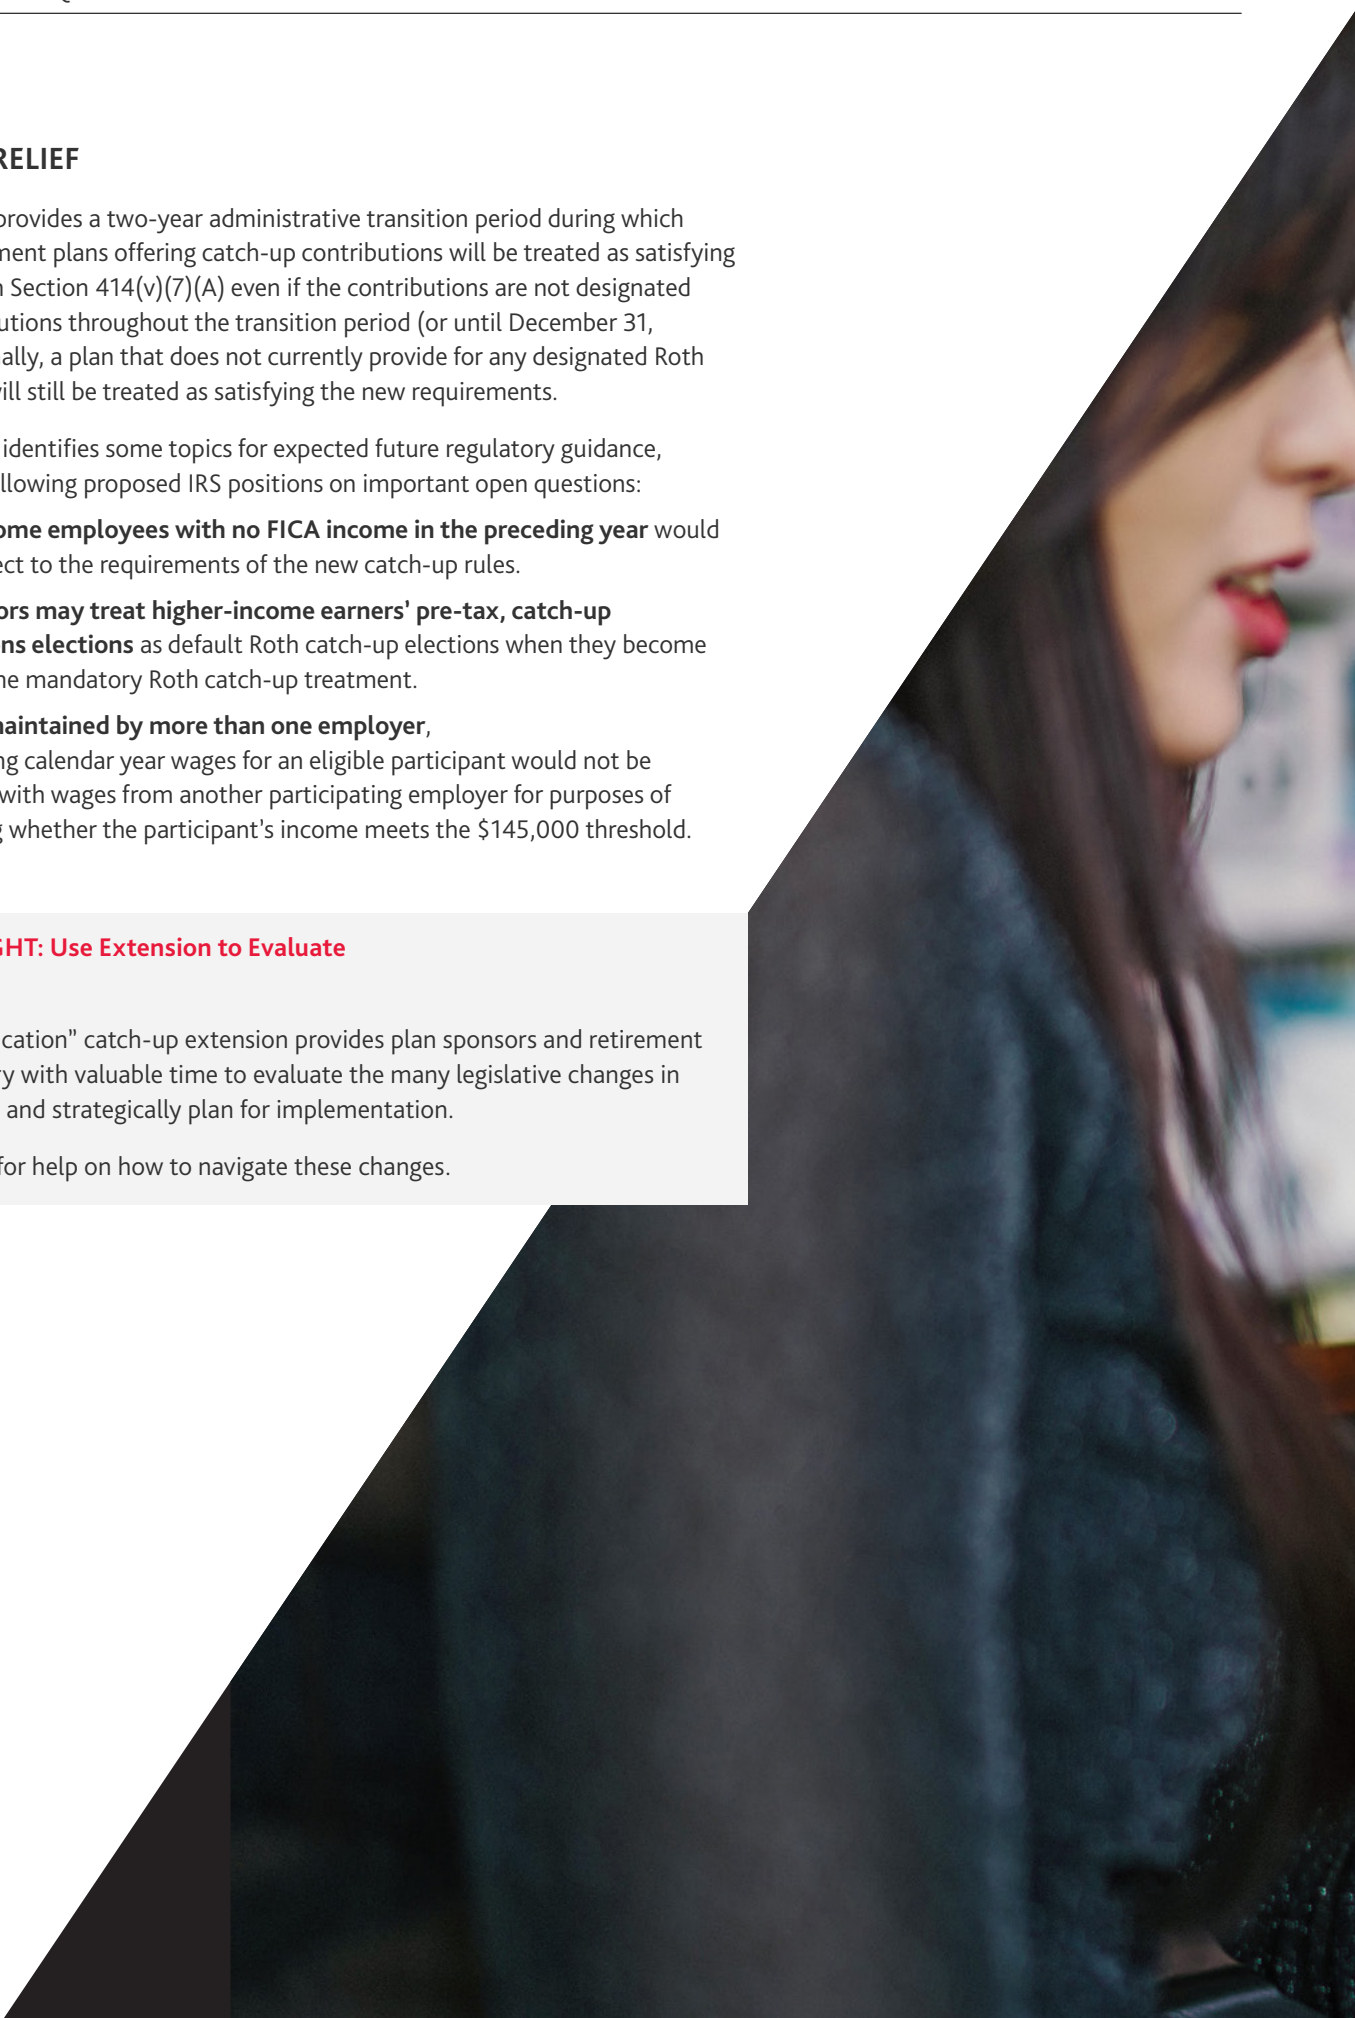 RELIEF
provides a two-year administrative transition period during which
ment plans offering catch-up contributions will be treated as satisfying
Section 414(v)(7)(A) even if the contributions are not designated
utions throughout the transition period (or until December 31,
ally, a plan that does not currently provide for any designated Roth
ill still be treated as satisfying the new requirements.
identifies some topics for expected future regulatory guidance,
llowing proposed IRS positions on important open questions:
ome employees with no FICA income in the preceding year would
ect to the requirements of the new catch-up rules.
ors may treat higher-income earners' pre-tax, catch-up
ns elections as default Roth catch-up elections when they become
he mandatory Roth catch-up treatment.
maintained by more than one employer,
ng calendar year wages for an eligible participant would not be
with wages from another participating employer for purposes of
g whether the participant's income meets the $145,000 threshold.
GHT: Use Extension to Evaluate
cation” catch-up extension provides plan sponsors and retirement
ry with valuable time to evaluate the many legislative changes in
and strategically plan for implementation.
for help on how to navigate these changes.